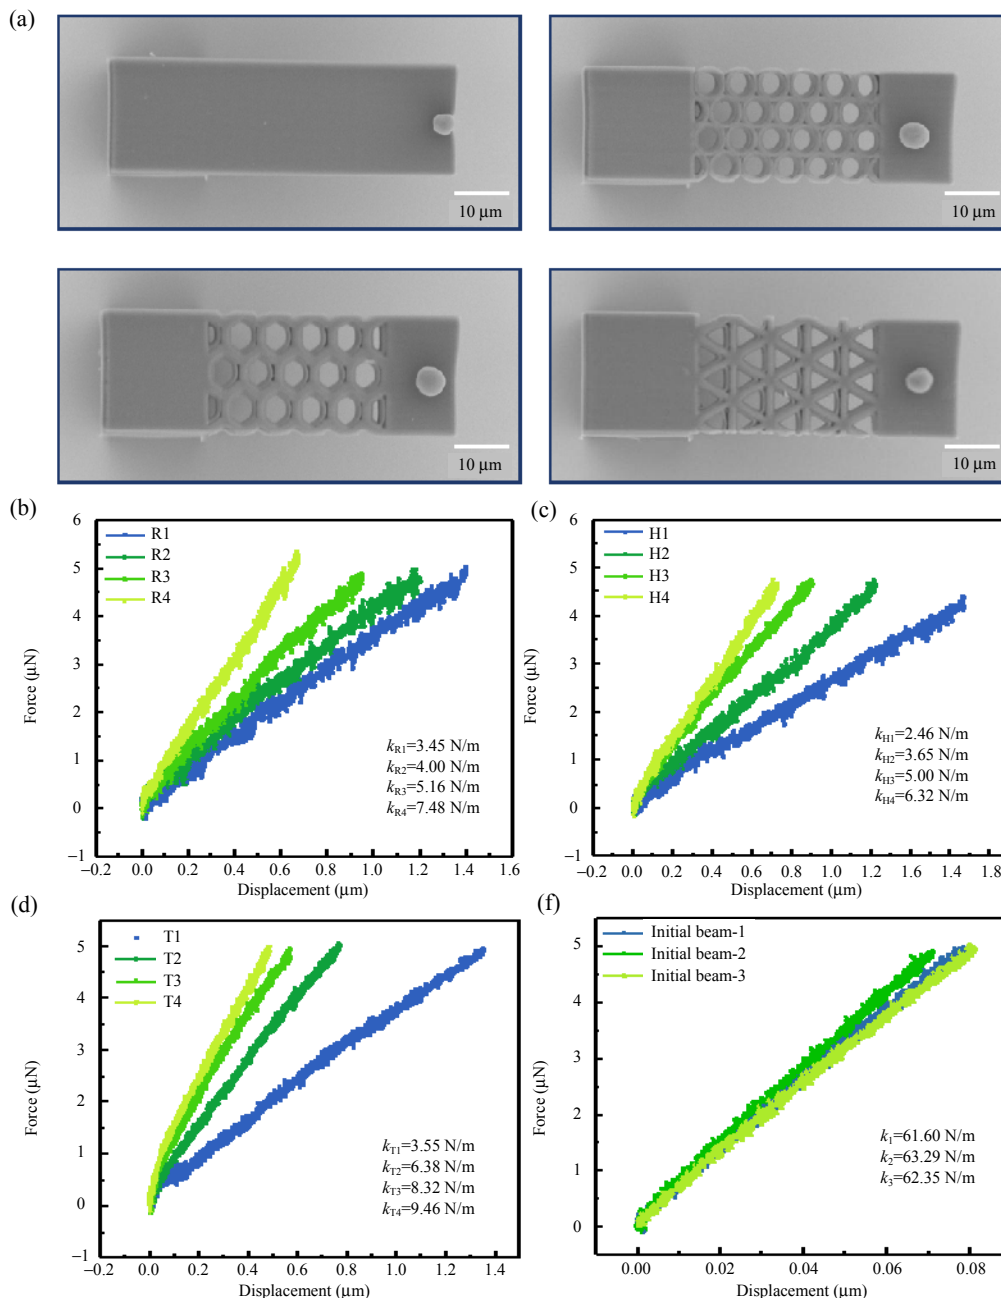 (a)
10 µm
10 µm
10 µm
10 µm
(b)
6
5
4
3
2
1
0
−1
Force (µN)
R1
R2
R3
R4
kR1=3.45 N/m
kR2=4.00 N/m
kR3=5.16 N/m
kR4=7.48 N/m
−0.2 0.0 0.2 0.4 0.6 0.8 1.0 1.2 1.4 1.6
Displacement (µm)
(c)
6
5
4
3
2
1
0
−1
Force (µN)
H1
H2
H3
H4
kH1=2.46 N/m
kH2=3.65 N/m
kH3=5.00 N/m
kH4=6.32 N/m
−0.2 0.0 0.2 0.4 0.6 0.8 1.0 1.2 1.4 1.6 1.8
Displacement (µm)
(d)
5
4
3
2
1
0
−1
Force (µN)
T1
T2
T3
T4
kT1=3.55 N/m
kT2=6.38 N/m
kT3=8.32 N/m
kT4=9.46 N/m
−0.2 0.0 0.2 0.4 0.6 0.8 1.0 1.2 1.4
Displacement (µm)
(f)
5
4
3
2
1
0
Force (µN)
Initial beam-1
Initial beam-2
Initial beam-3
k1=61.60 N/m
k2=63.29 N/m
k3=62.35 N/m
0.00 0.02 0.04 0.06 0.08
Displacement (µm)